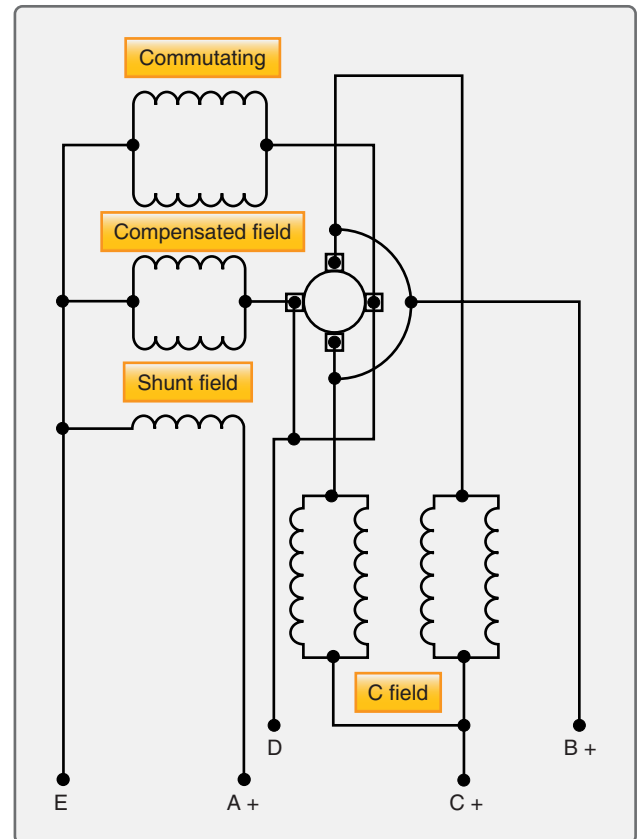 Commutating
Compensated field
Shunt field
C field
D
B +
E
A +
C +